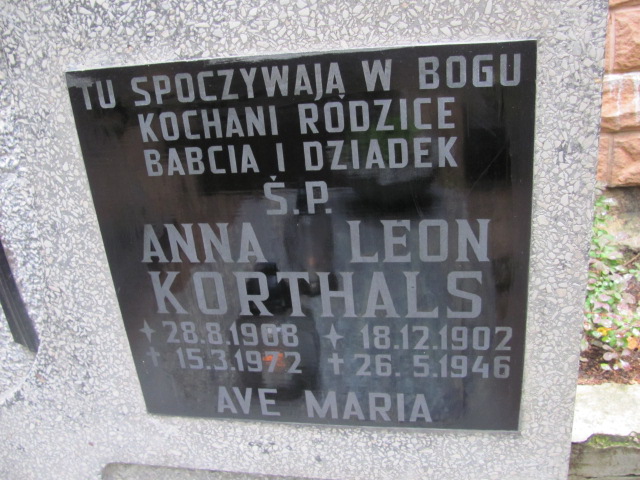 TU SPOCZYWAJĄ W BOGU
KOCHANI RODZICE
BABCIA I DZIADEK
Ś.P.
ANNA LEON
KORTHALS
28.8.1908 18.12.1902
15.3.1972 26.5.1946
AVE MARIA